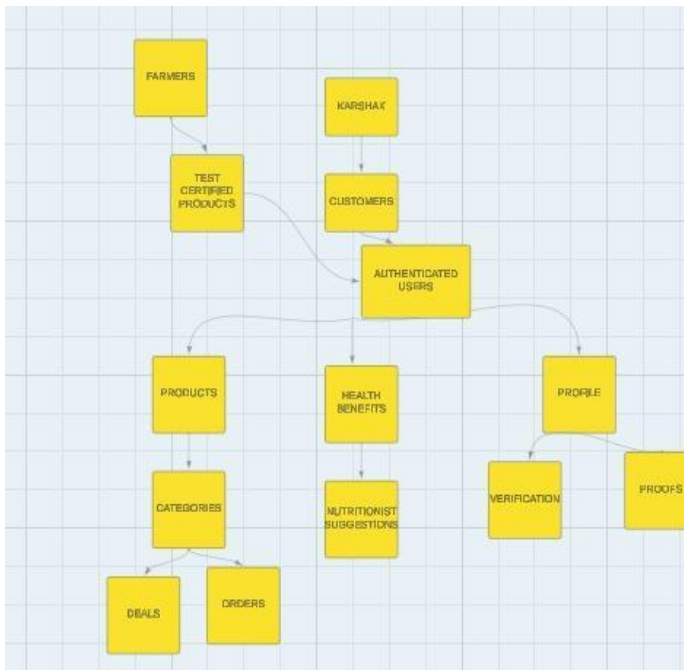 FARMERS
KARSHAK
TEST
CERTIFIED
PRODUCTS
CUSTOMERS
AUTHENTICATED
USERS
PRODUCTS
HEALTH
BENEFITS
PROFILE
CATEGORIES
NUTRITIONIST
SUGGESTIONS
VERIFICATION
PROOFS
DEALS
ORDERS